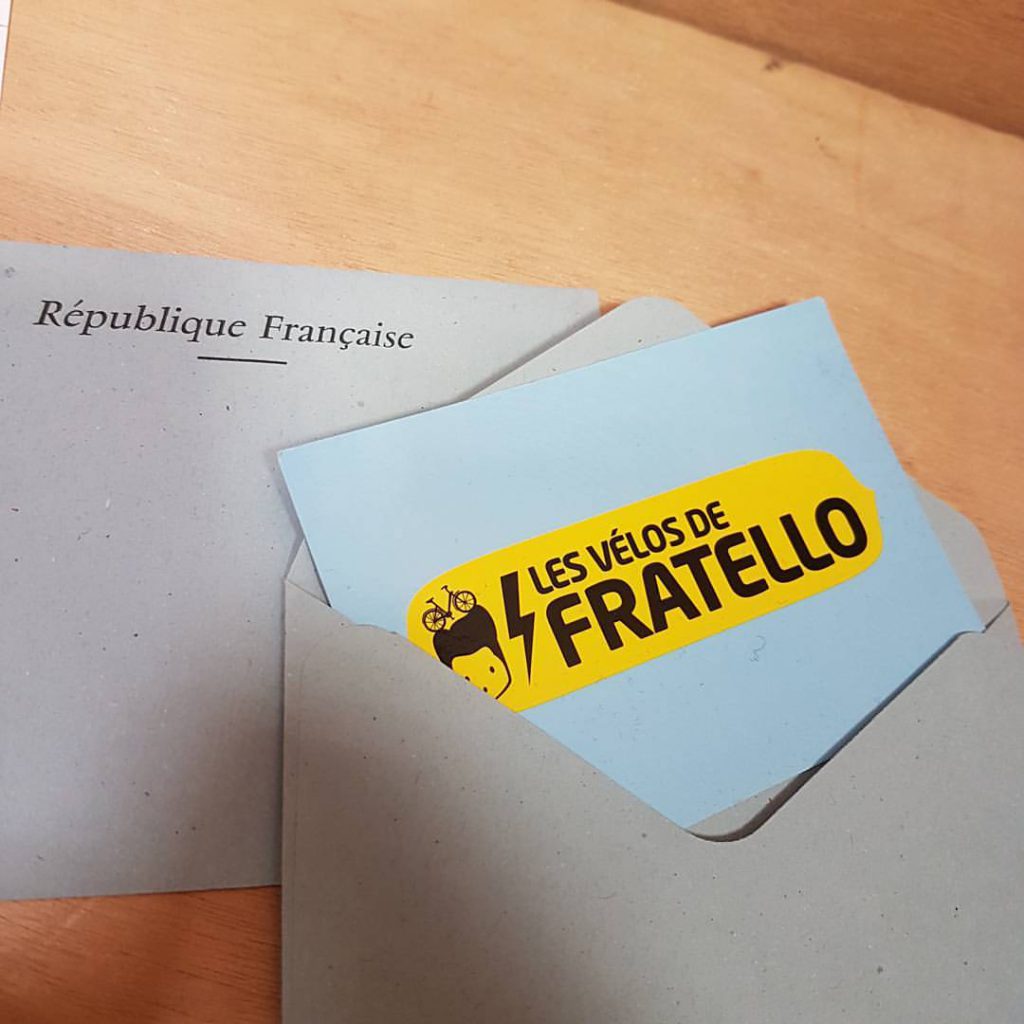 République Française
LES VÉLOS DE
FRATELLO